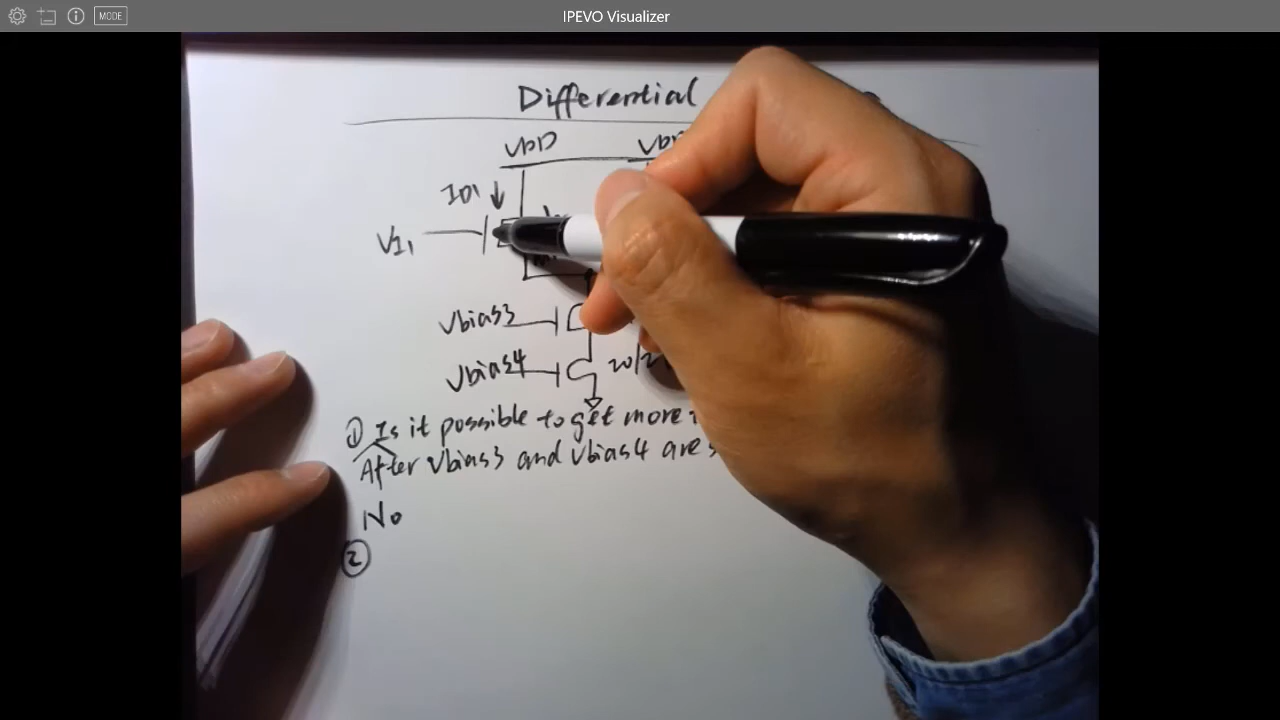 MODE
IPEVO Visualizer
Differential
VDD
ID1
VI1
Vbias3
Vbias4
① Is it possible to get more
After Vbias3 and Vbias4 are
No
②